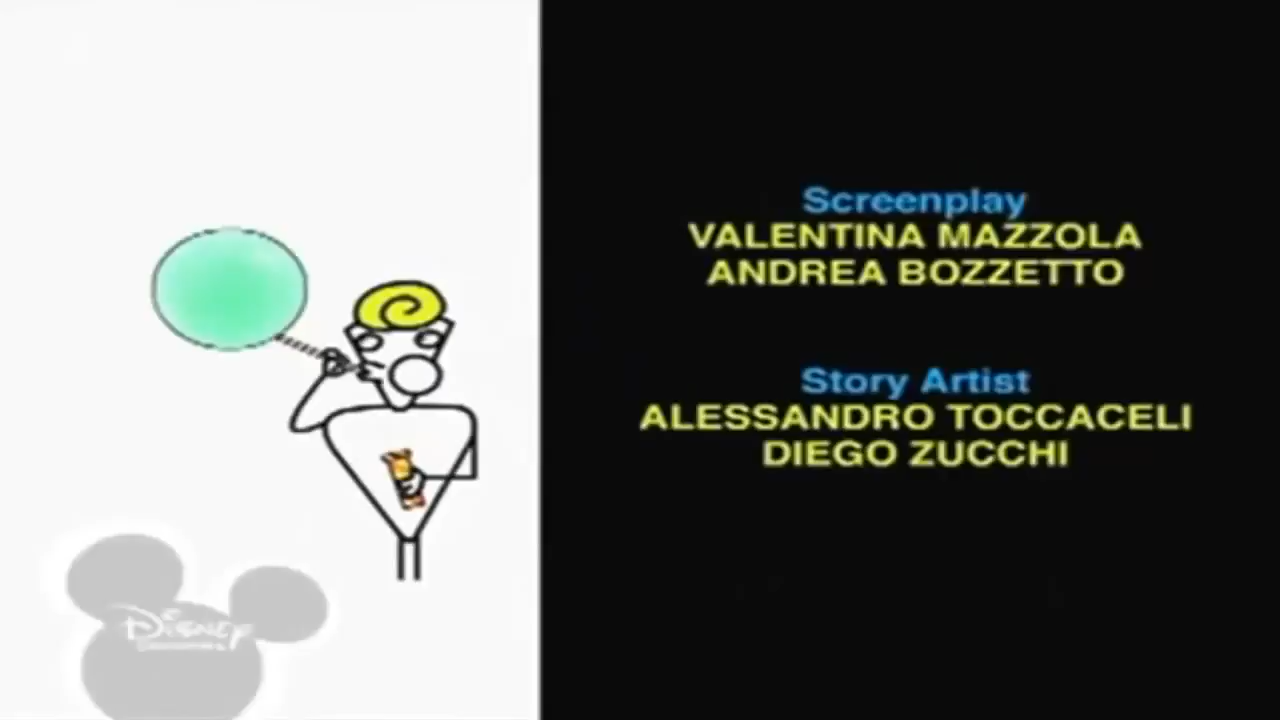 Screenplay
VALENTINA MAZZOLA
ANDREA BOZZETTO
Story Artist
ALESSANDRO TOCCACELI
DIEGO ZUCCHI
Disney